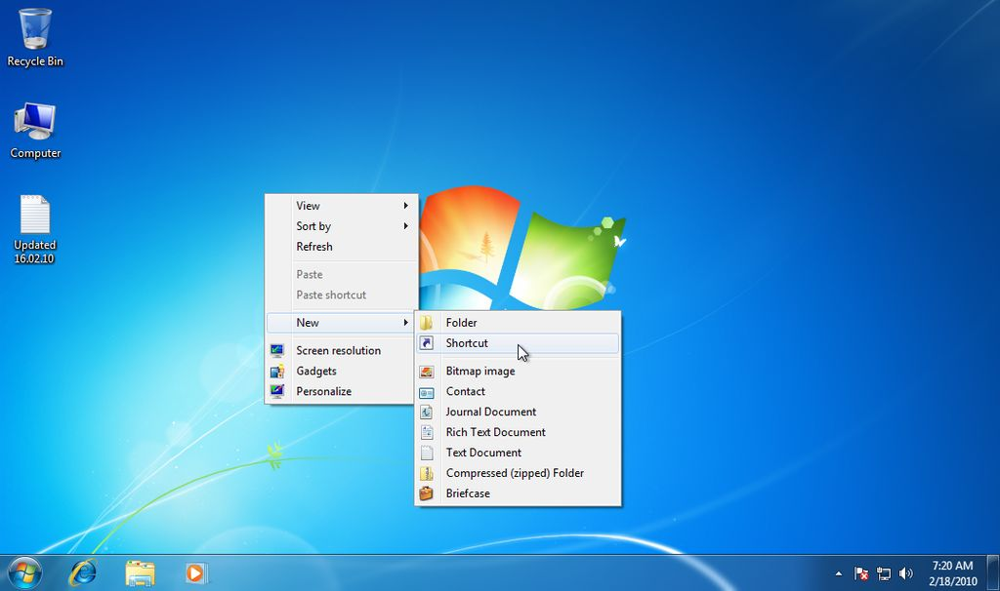 Recycle Bin
Computer
Updated
16.02.10
View
Sort by
Refresh
Paste
Paste shortcut
New
Screen resolution
Gadgets
Personalize
Folder
Shortcut
Bitmap image
Contact
Journal Document
Rich Text Document
Text Document
Compressed (zipped) Folder
Briefcase
7:20 AM
2/18/2010